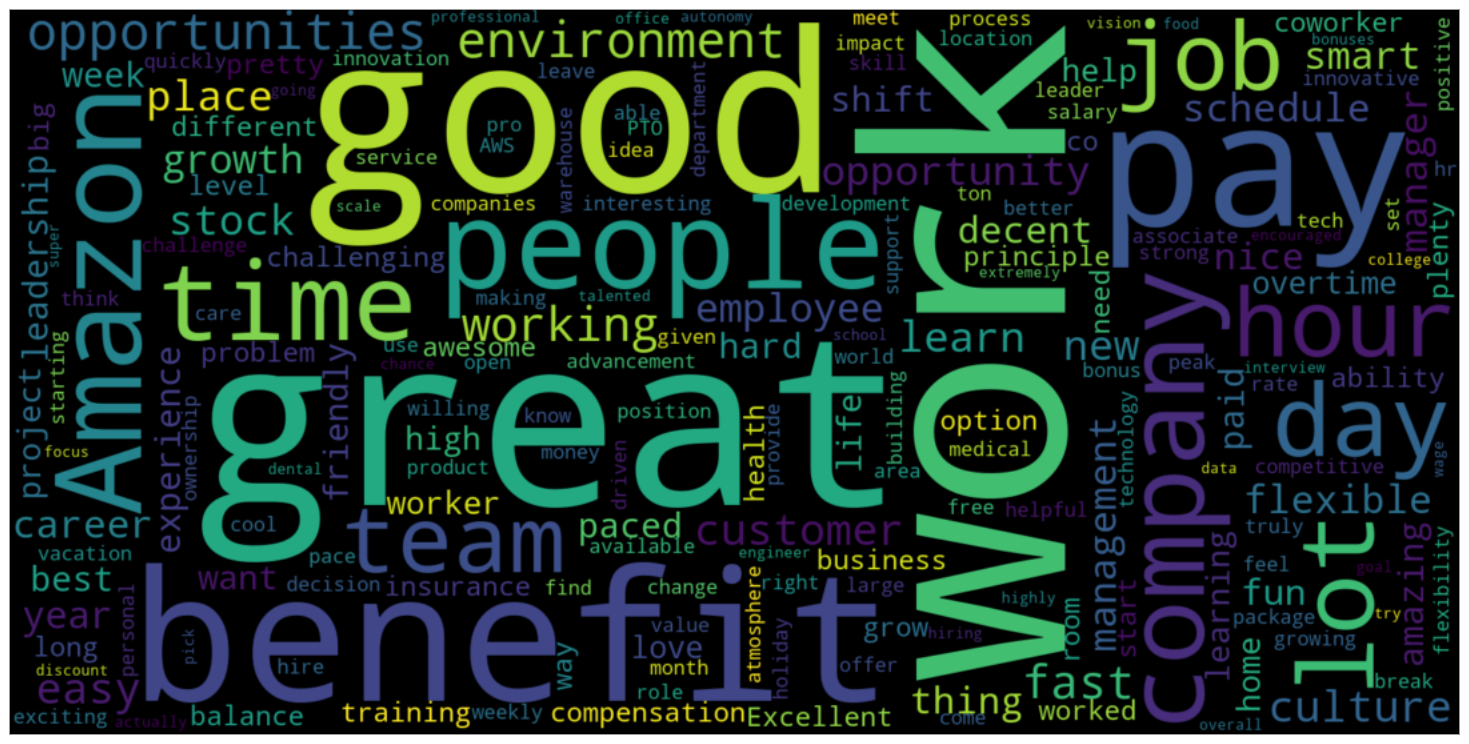 opportunities
professional
office
autonomy
meet
process
vision
food
coworker
environment
impact
location
job
bonuses
smart
positive
week
quickly
pretty
innovation
good
leave
skill
help
leader
innovative
going
place
able
shift
salary
schedule
big
Amazon
different
pro
PTO
department
work
co
pay
manager
growth
service
AWS
idea
warehouse
opportunity
hr
level
scale
companies
interesting
development
ton
better
tech
set
stock
people
decent
associate
encouraged
plenty
challenge
challenging
support
principle
strong
nice
college
super
time
extremely
overtime
leadership
think
care
making
talented
employee
need
hour
working
given
school
learn
new
project
starting
problem
use
awesome
hard
world
peak
interview
experience
friendly
open
advancement
bonus
rate
ability
chance
company
paid
day
great
willing
know
position
life
option
building
focus
ownership
high
health
provide
medical
management
technology
dental
product
money
driven
area
data
competitive
wage
worker
free
helpful
flexible
career
cool
team
paced
customer
truly
vacation
pace
available
engineer
business
lot
amazing
best
want
decision
insurance
find
change
right
large
feel
goal
flexibility
year
personal
benefit
atmosphere
highly
room
start
learning
fun
package
try
long
pick
value
love
grow
hiring
growing
discount
hire
way
month
holiday
offer
home
easy
role
thing
fast
break
exciting
actually
balance
training
weekly
compensation
Excellent
come
worked
overall
culture